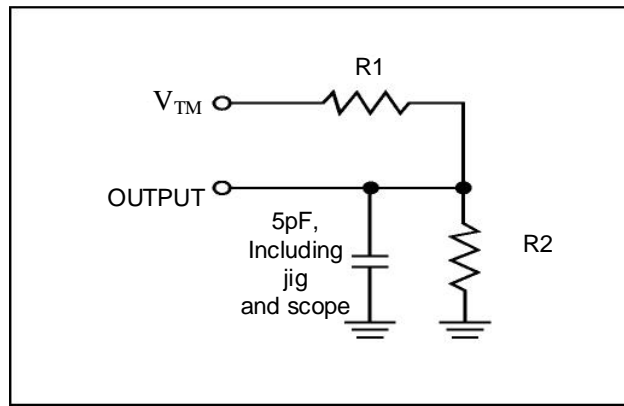 R1
VTM
OUTPUT
5pF,
Including
jig
and scope
R2